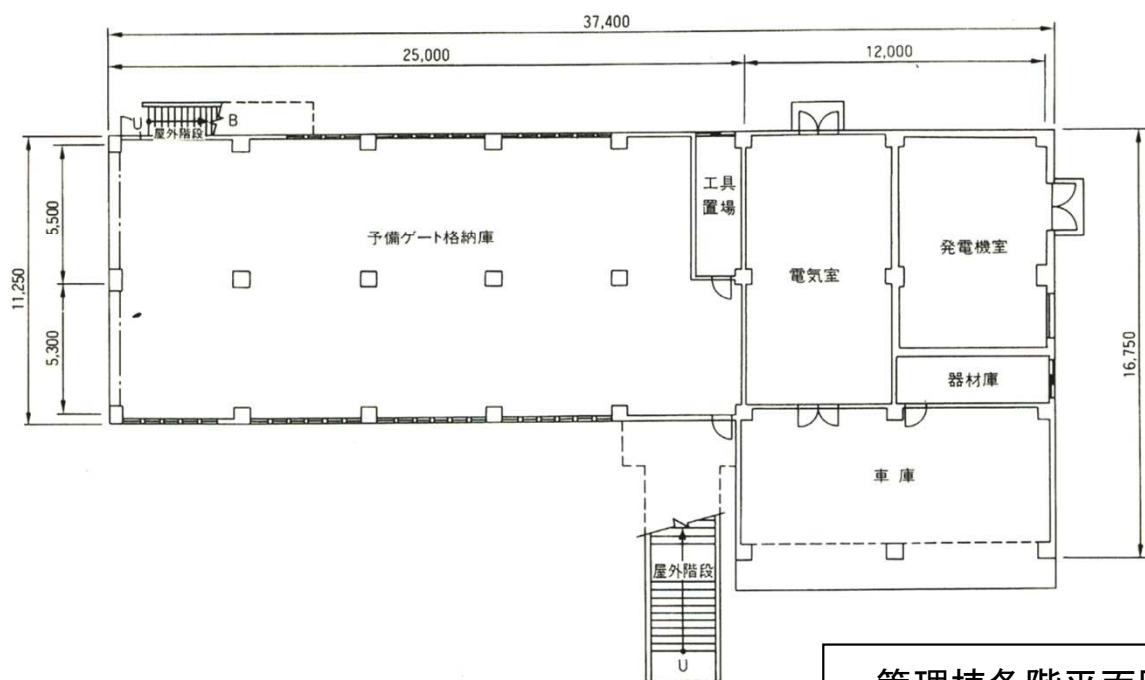 37,400
25,000
12,000
U
屋外階段
B
工具
置場
予備ゲート格納庫
発電機室
電気室
5,500
11,250
5,300
16,750
器材庫
車庫
屋外階段
U
管理棟各階平面